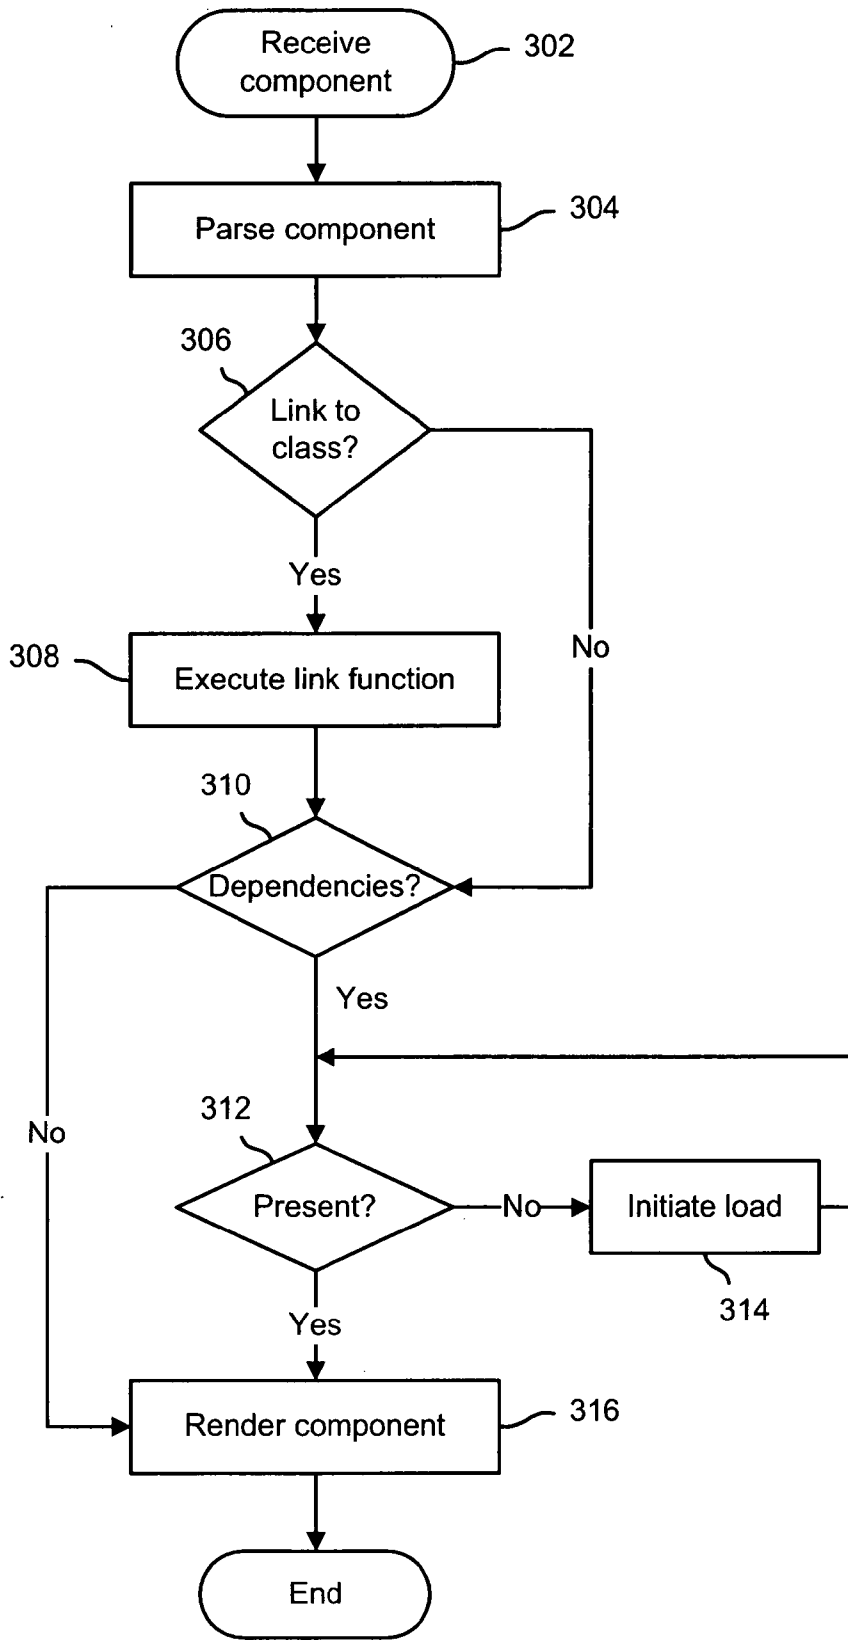 Receive
component
302
Parse component
304
306
Link to
class?
Yes
No
308
Execute link function
310
Dependencies?
Yes
No
312
Present?
No
Initiate load
314
Yes
Render component
316
End